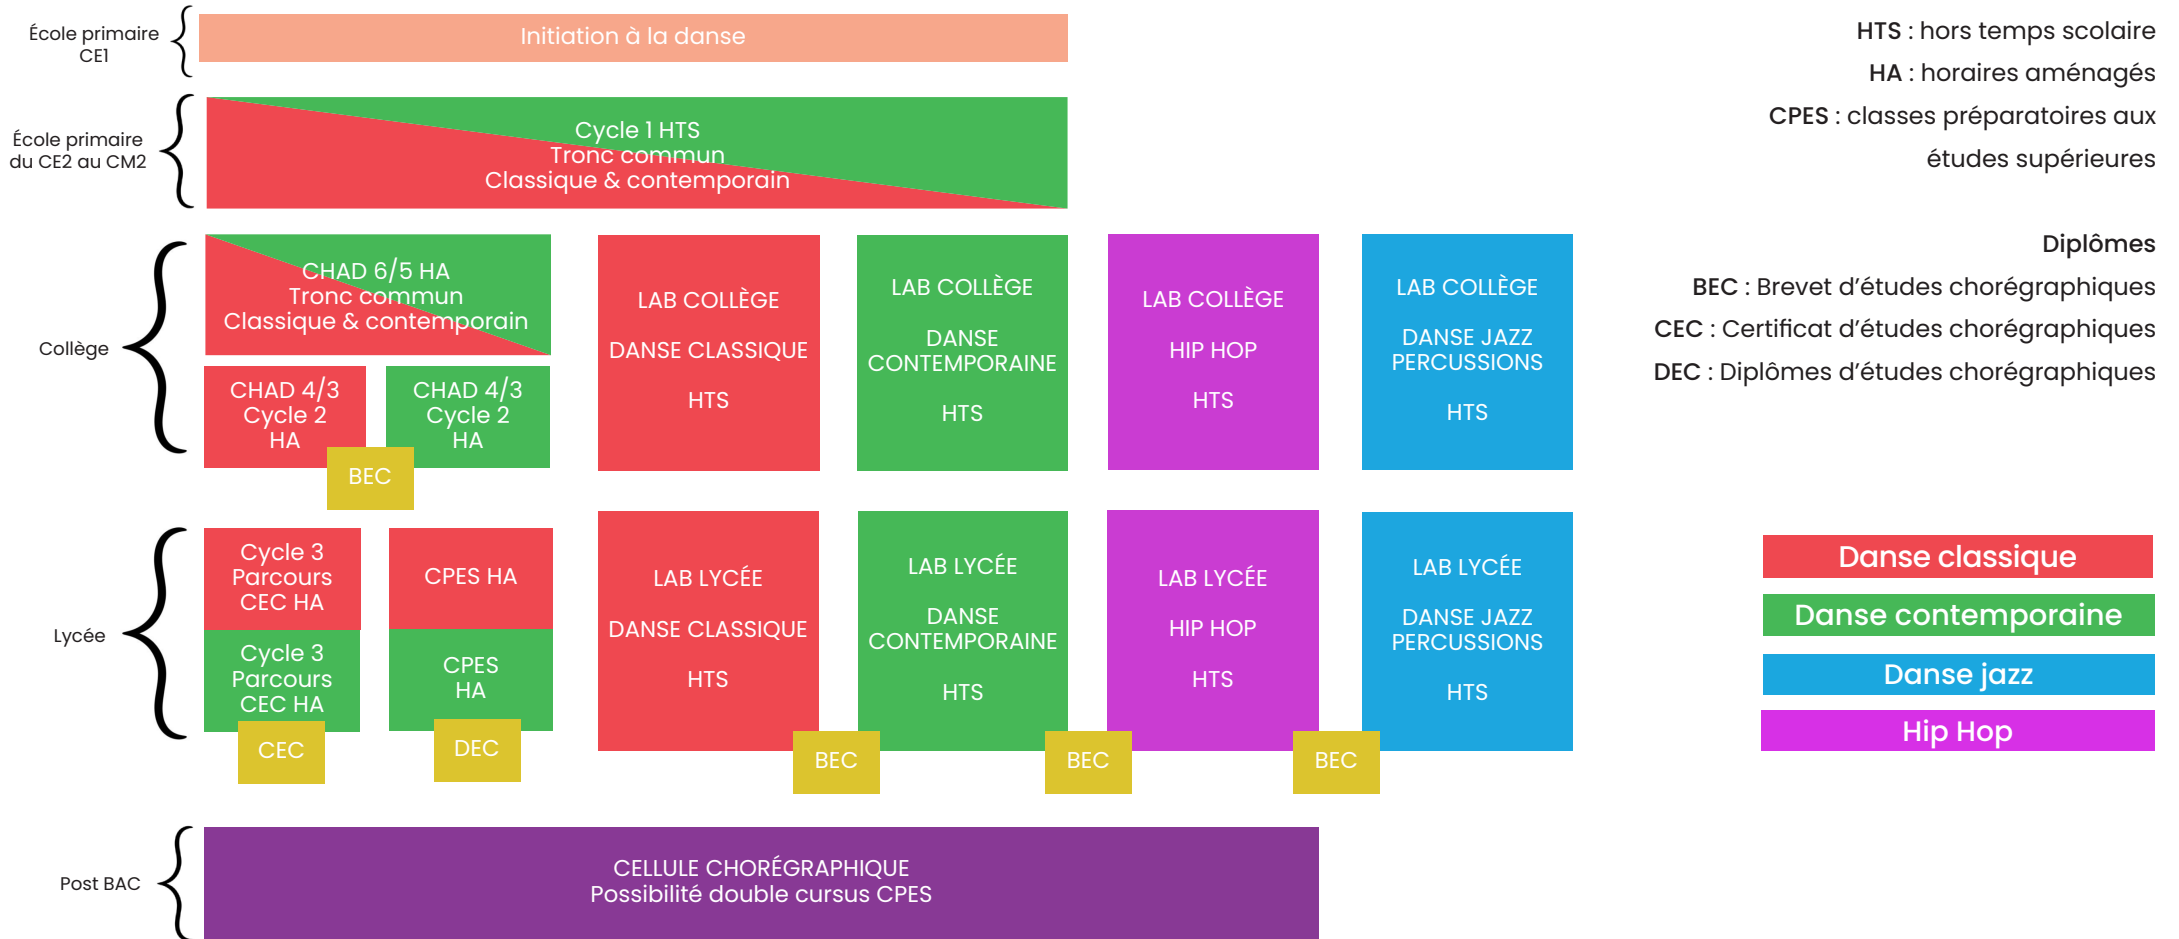 École primaire
CE1
Initiation à la danse
École primaire
du CE2 au CM2
Cycle 1 HTS
Tronc commun
Classique & contemporain
Collège
CHAD 6/5 HA
Tronc commun
Classique & contemporain
CHAD 4/3
Cycle 2
HA
CHAD 4/3
Cycle 2
HA
BEC
LAB COLLÈGE
DANSE CLASSIQUE
HTS
LAB COLLÈGE
DANSE
CONTEMPORAINE
HTS
LAB COLLÈGE
HIP HOP
HTS
LAB COLLÈGE
DANSE JAZZ
PERCUSSIONS
HTS
Lycée
Cycle 3
Parcours
CEC HA
CPES HA
Cycle 3
Parcours
CEC HA
CPES
HA
CEC
DEC
LAB LYCÉE
DANSE CLASSIQUE
HTS
LAB LYCÉE
DANSE
CONTEMPORAINE
HTS
LAB LYCÉE
HIP HOP
HTS
LAB LYCÉE
DANSE JAZZ
PERCUSSIONS
HTS
BEC
BEC
BEC
Post BAC
CELLULE CHORÉGRAPHIQUE
Possibilité double cursus CPES
HTS : hors temps scolaire
HA : horaires aménagés
CPES : classes préparatoires aux
études supérieures
Diplômes
BEC : Brevet d'études chorégraphiques
CEC : Certificat d'études chorégraphiques
DEC : Diplômes d'études chorégraphiques
Danse classique
Danse contemporaine
Danse jazz
Hip Hop